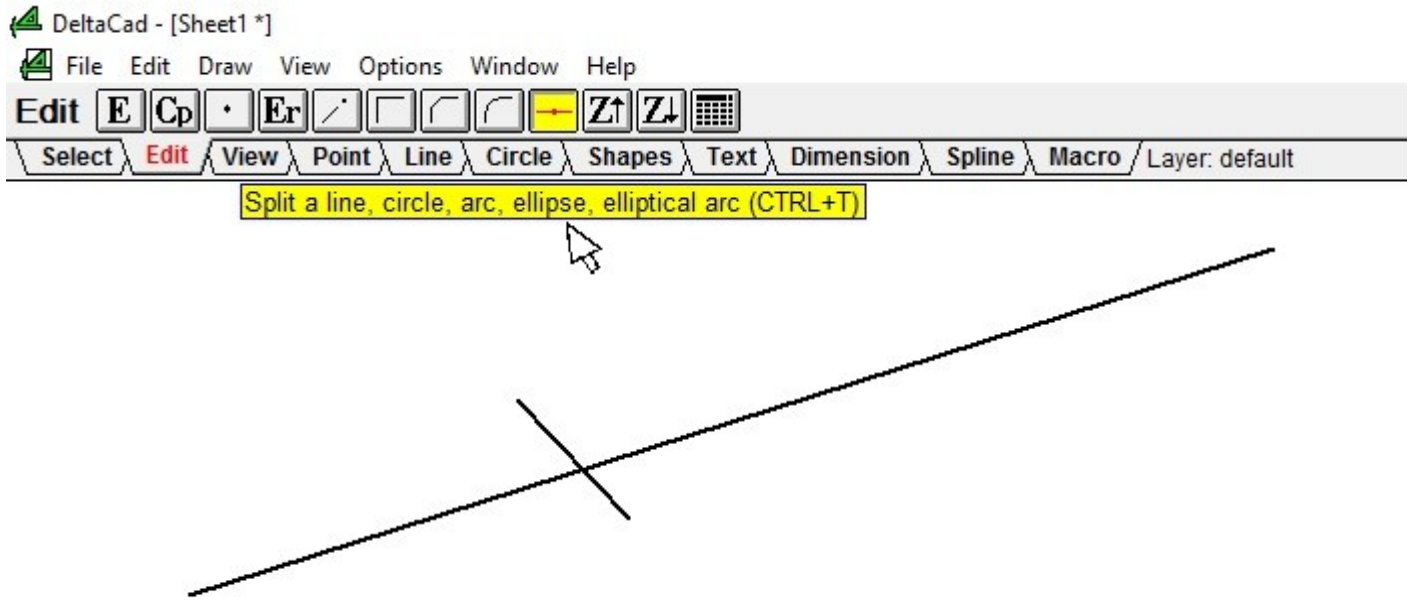 DeltaCad - [Sheet1 *]
File Edit Draw View Options Window Help
Edit E Cp Er Z↑ Z↓
Select Edit View Point Line Circle Shapes Text Dimension Spline Macro Layer: default
Split a line, circle, arc, ellipse, elliptical arc (CTRL+T)